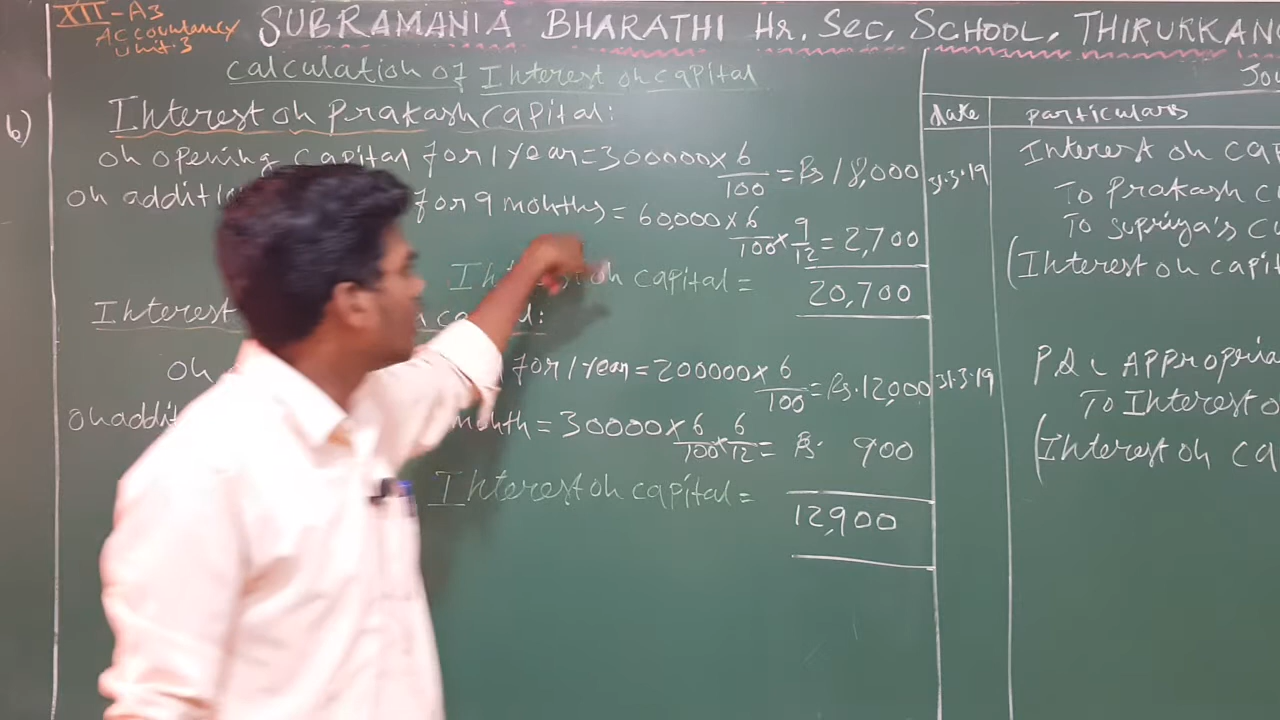 XII-A3
Accountancy
Unit.3
SUBRAMANIA BHARATHI Hr. Sec, SCHOOL, THIRUKKAN
Calculation of Interest on capital
6)
Interest on Prakash capital:
on opening capital for 1 year = 300000 × 6/100 = Rs 18,000
on additi for 9 months = 60,000 × 6/100 × 9/12 = 2,700
Interest on capital = 20,700
Interest capital:
on for 1 year = 200000 × 6/100 = Rs. 12,000
on addit month = 30000 × 6/100 × 6/12 = Rs. 900
Interest on capital = 12,900
Jou
date particulars
31.3.19 Interest on cap
To Prakash c
To Supriya's cu
(Interest on capit
31.3.19 P & L Appropria
To Interest o
(Interest on ca